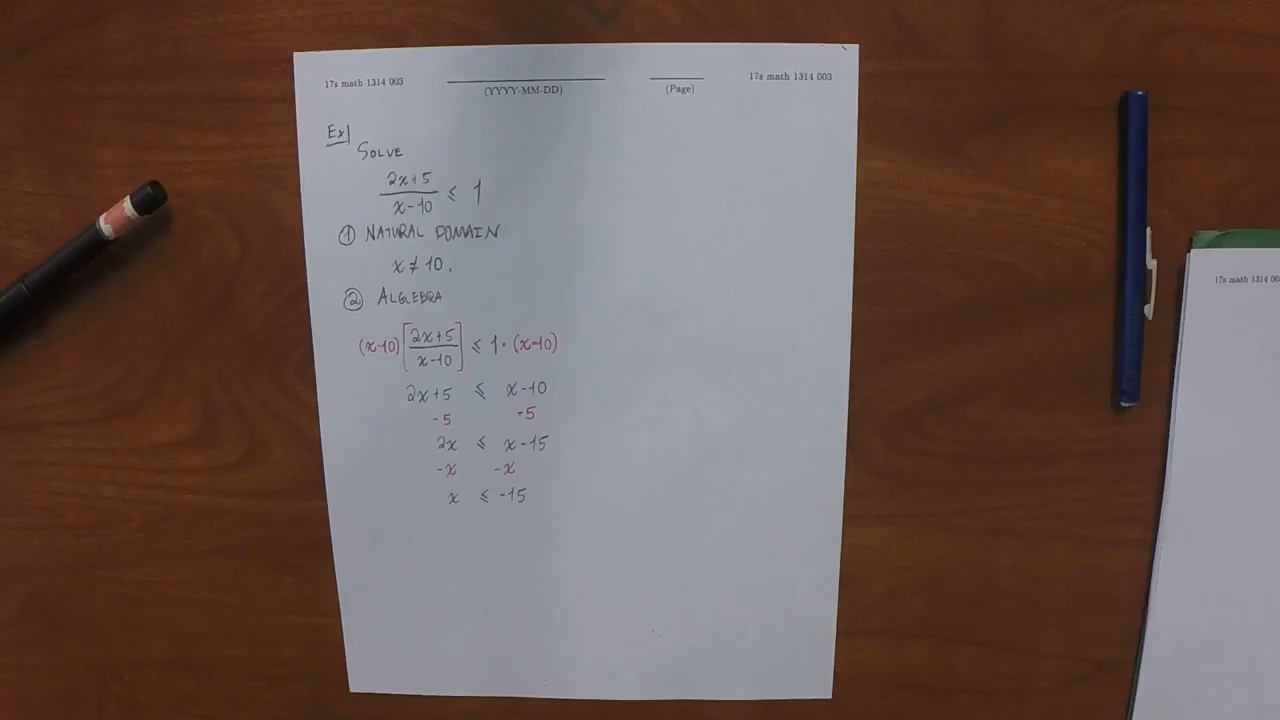 17s math 1314 003 (YYYY-MM-DD) (Page) 17s math 1314 003
Ex1
SOLVE
2x+5
x-10 ≤ 1
① NATURAL DOMAIN
x≠10.
② ALGEBRA
(x-10) [2x+5 / x-10] ≤ 1·(x-10)
2x+5 ≤ x-10
-5 -5
2x ≤ x-15
-x -x
x ≤ -15
17s math 1314 00